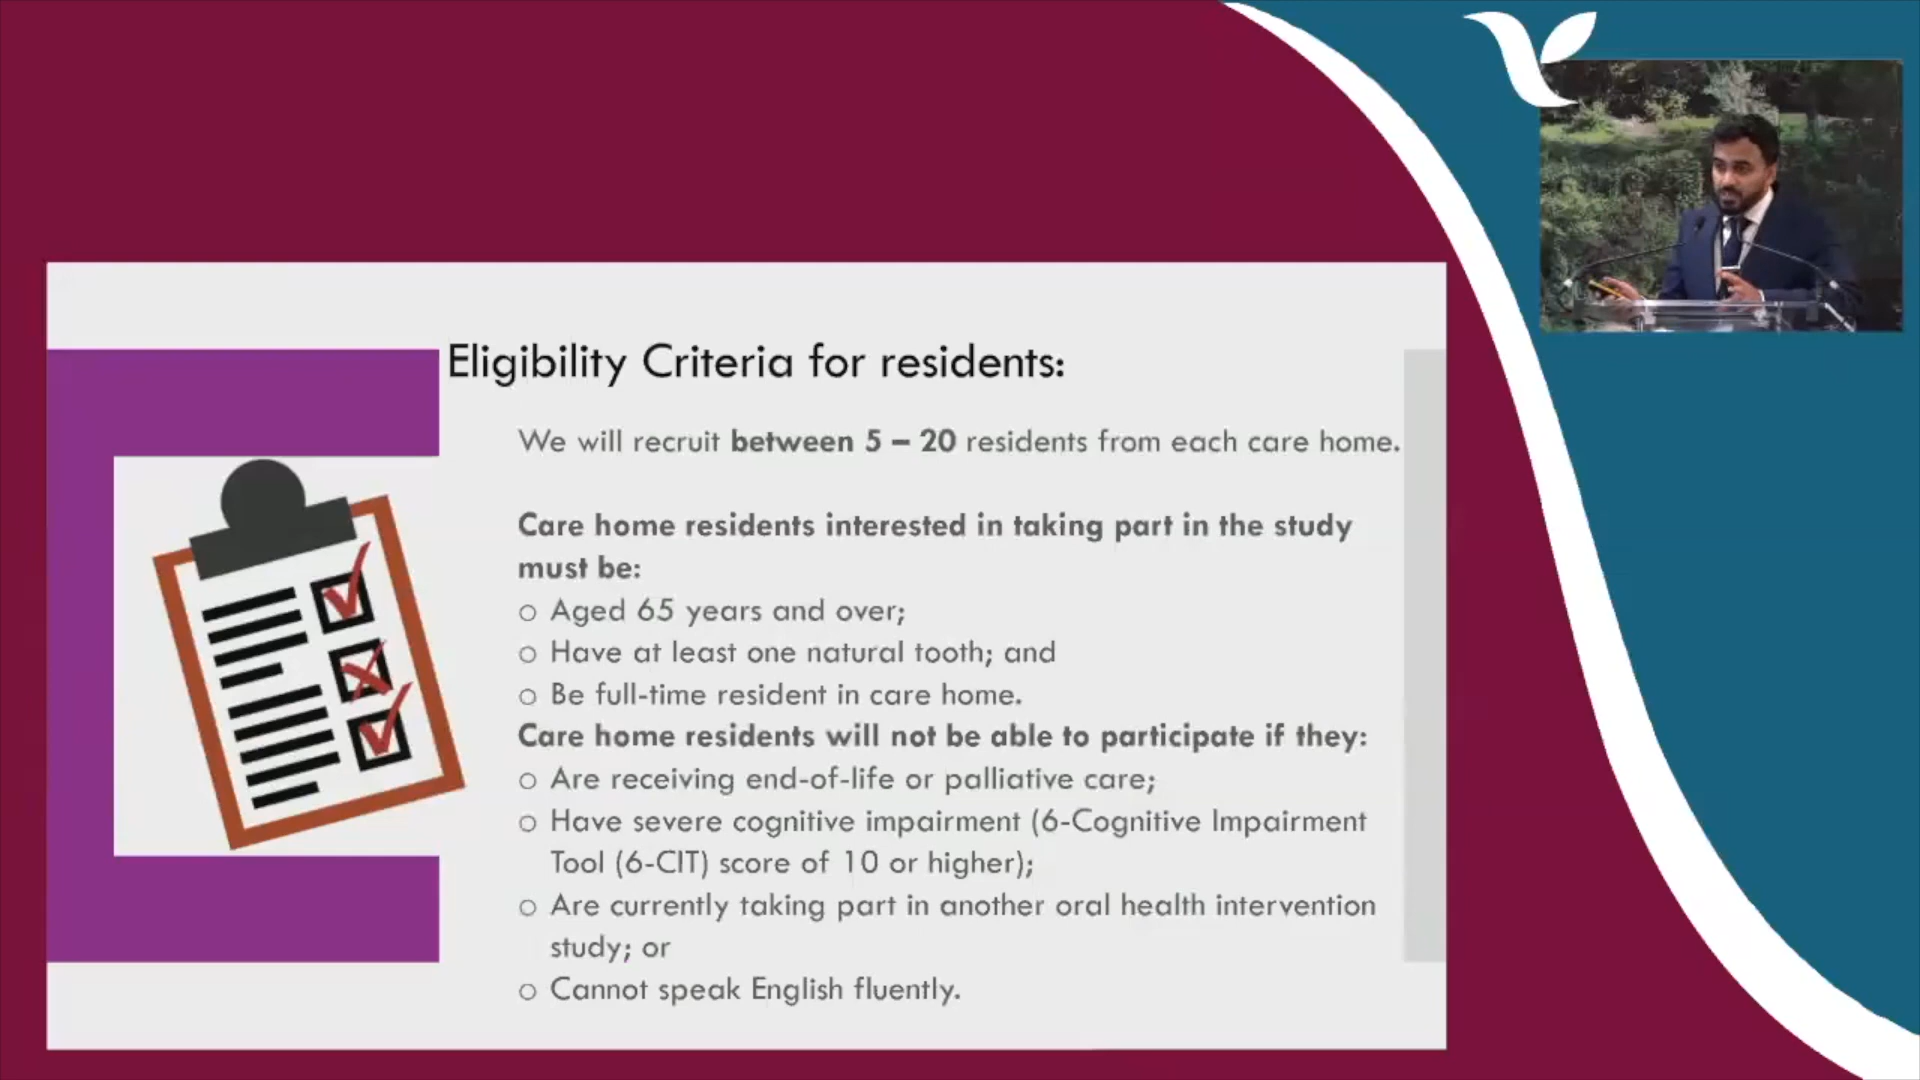 Eligibility Criteria for residents:
We will recruit between 5 – 20 residents from each care home.
Care home residents interested in taking part in the study
must be:
○ Aged 65 years and over;
○ Have at least one natural tooth; and
○ Be full-time resident in care home.
Care home residents will not be able to participate if they:
○ Are receiving end-of-life or palliative care;
○ Have severe cognitive impairment (6-Cognitive Impairment
Tool (6-CIT) score of 10 or higher);
○ Are currently taking part in another oral health intervention
study; or
○ Cannot speak English fluently.